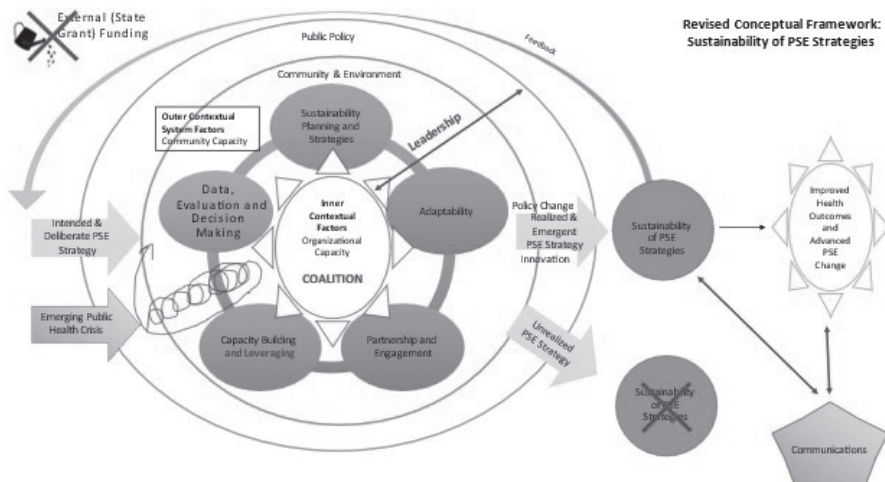 External (State
Grant) Funding
Revised Conceptual Framework:
Sustainability of PSE Strategies
Public Policy
Feedback
Community & Environment
Outer Contextual
System Factors
Community Capacity
Sustainability
Planning and
Strategies
Leadership
Data,
Evaluation and
Decision
Making
Inner
Contextual
Factors
Organizational
Capacity
COALITION
Adaptability
Intended &
Deliberate PSE
Strategy
Policy Change
Realized &
Emergent
PSE Strategy
Innovation
Sustainability
of PSE
Strategies
Improved
Health
Outcomes
and
Advanced
PSE
Change
Emerging Public
Health Crisis
Capacity Building
and Leveraging
Partnership and
Engagement
Unrealized
PSE Strategy
Sustainability
of PSE
Strategies
Communications